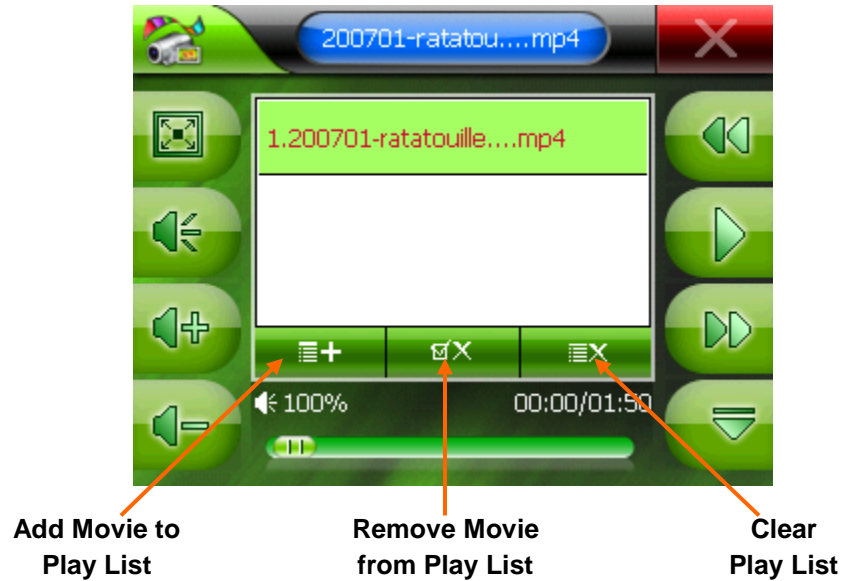 200701-ratatou....mp4
1.200701-ratatouille....mp4
100%
00:00/01:50
Add Movie to
Play List
Remove Movie
from Play List
Clear
Play List